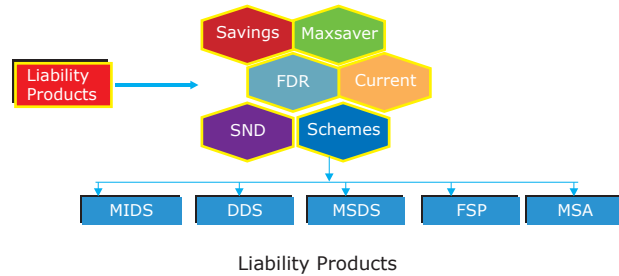 Savings
Maxsaver
Liability
Products
FDR
Current
SND
Schemes
MIDS
DDS
MSDS
FSP
MSA
Liability Products